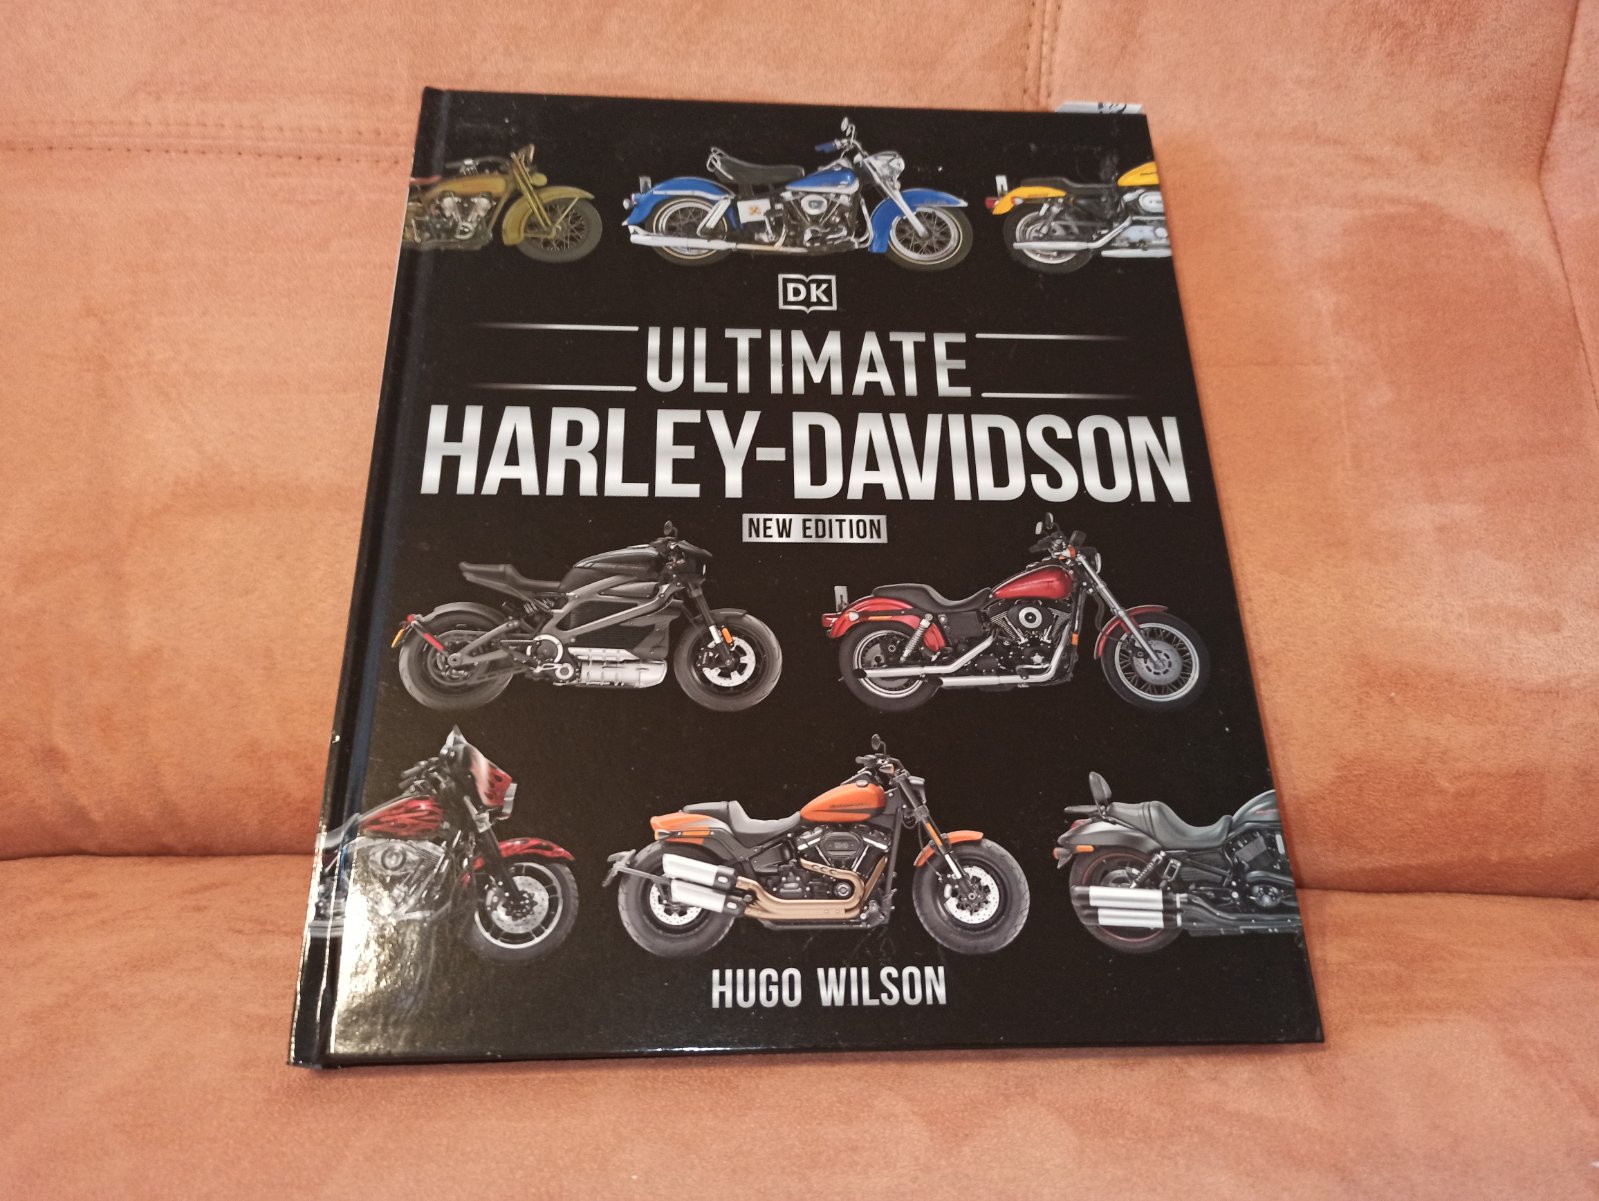 DK
ULTIMATE
HARLEY-DAVIDSON
NEW EDITION
HUGO WILSON